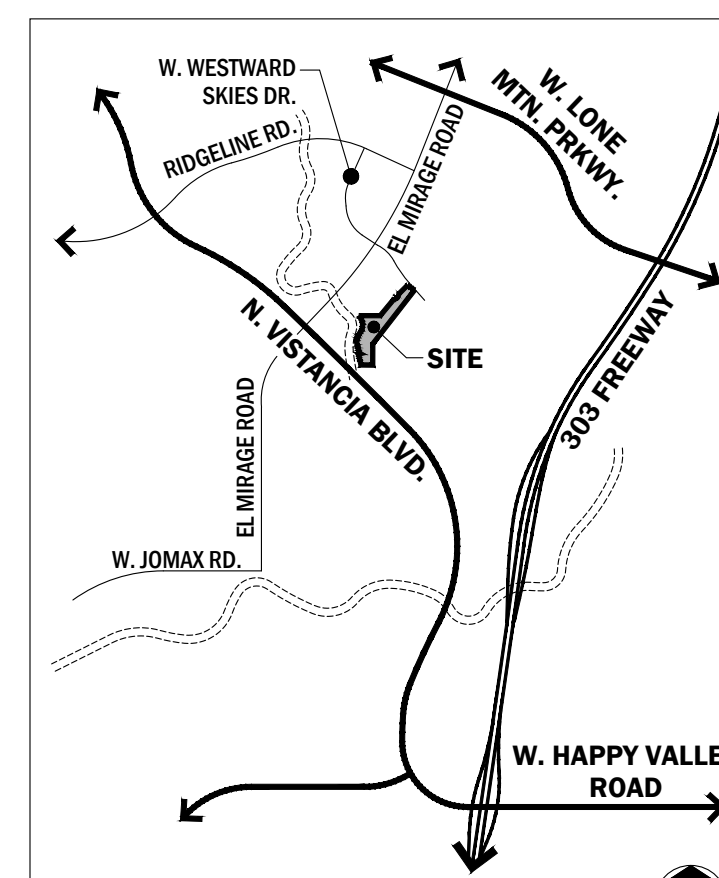 W. WESTWARD
SKIES DR.
W. LONE
MTN. PRKWY.
RIDGELINE RD.
EL MIRAGE ROAD
N. VISTANCIA BLVD.
SITE
303 FREEWAY
EL MIRAGE ROAD
W. JOMAX RD.
W. HAPPY VALLE
ROAD